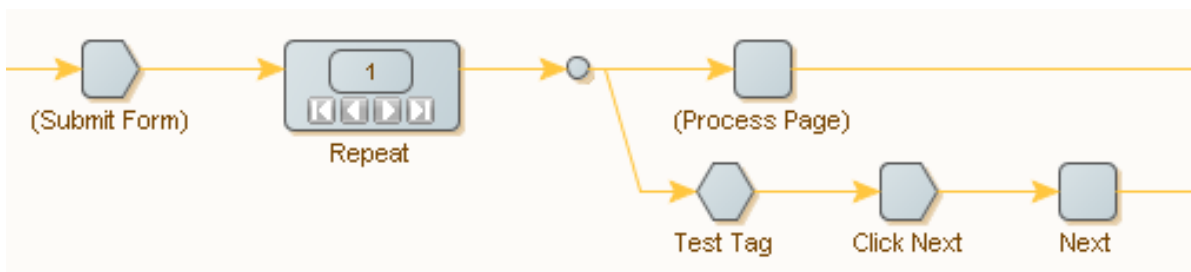 1
(Submit Form)
Repeat
(Process Page)
Test Tag
Click Next
Next